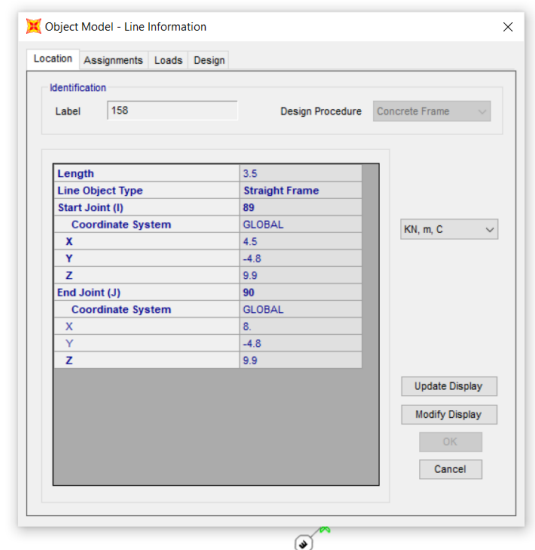 Object Model - Line Information
Location Assignments Loads Design
Identification
Label 158 Design Procedure Concrete Frame
Length 3.5
Line Object Type Straight Frame
Start Joint (I) 89
Coordinate System GLOBAL
X 4.5
Y -4.8
Z 9.9
End Joint (J) 90
Coordinate System GLOBAL
X 8.
Y -4.8
Z 9.9
KN, m, C
Update Display
Modify Display
OK
Cancel